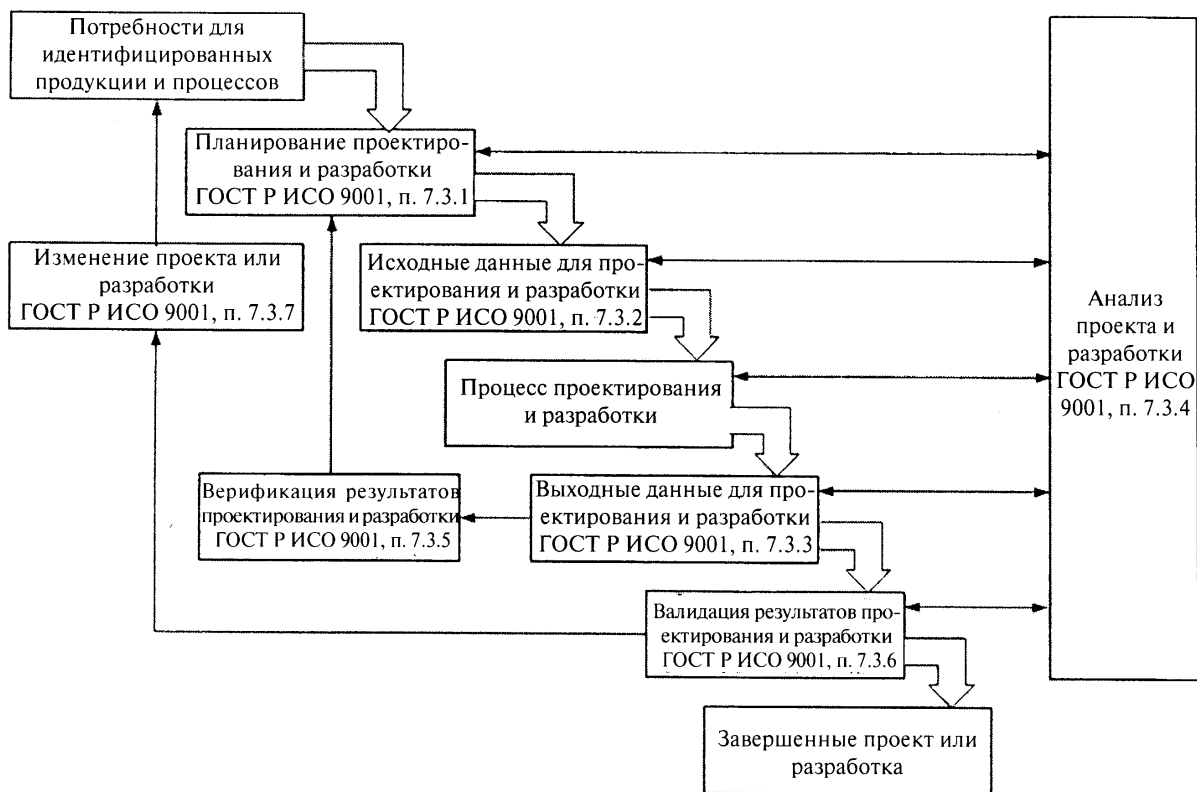 Потребности для
идентифицированных
продукции и процессов
Планирование проектиро-
вания и разработки
ГОСТ Р ИСО 9001, п. 7.3.1
Изменение проекта или
разработки
ГОСТ Р ИСО 9001, п. 7.3.7
Исходные данные для про-
ектирования и разработки
ГОСТ Р ИСО 9001, п. 7.3.2
Анализ
проекта и
разработки
ГОСТ Р ИСО
9001, п. 7.3.4
Процесс проектирования
и разработки
Верификация результатов
проектирования и разработки
ГОСТ Р ИСО 9001, п. 7.3.5
Выходные данные для про-
ектирования и разработки
ГОСТ Р ИСО 9001, п. 7.3.3
Валидация результатов про-
ектирования и разработки
ГОСТ Р ИСО 9001, п. 7.3.6
Завершенные проект или
разработка